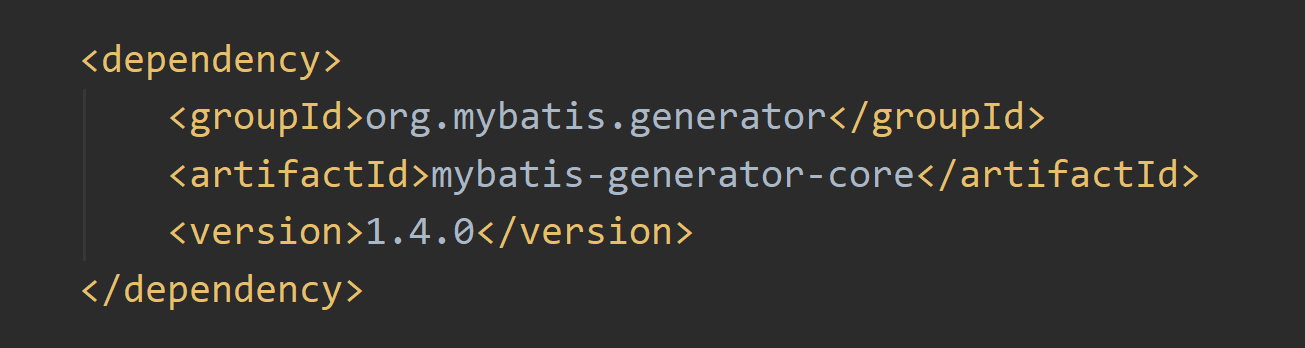 <dependency>
    <groupId>org.mybatis.generator</groupId>
    <artifactId>mybatis-generator-core</artifactId>
    <version>1.4.0</version>
</dependency>